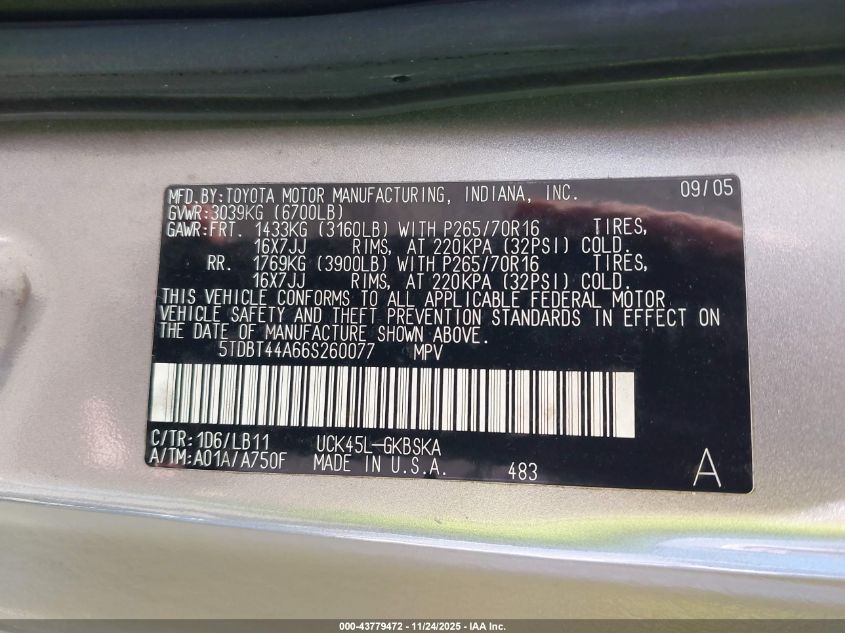 MFD.BY:TOYOTA MOTOR MANUFACTURING, INDIANA, INC. 09/05
GVWR:3039KG (6700LB)
GAWR:FRT. 1433KG (3160LB) WITH P265/70R16 TIRES,
16X7JJ RIMS, AT 220KPA (32PSI) COLD.
RR. 1769KG (3900LB) WITH P265/70R16 TIRES,
16X7JJ RIMS, AT 220KPA (32PSI) COLD.
THIS VEHICLE CONFORMS TO ALL APPLICABLE FEDERAL MOTOR
VEHICLE SAFETY AND THEFT PREVENTION STANDARDS IN EFFECT ON
THE DATE OF MANUFACTURE SHOWN ABOVE.
5TDBT44A66S260077 MPV
C/TR:1D6/LB11 UCK45L-GKBSKA
A/TM:A01A/A750F MADE IN U.S.A. 483 A
000-43779472 - 11/24/2025 - IAA Inc.